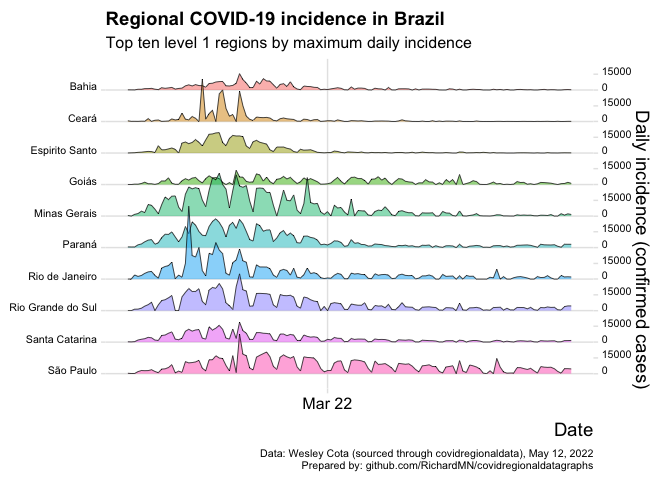 Regional COVID-19 incidence in Brazil
Top ten level 1 regions by maximum daily incidence
Bahia
Ceará
Espirito Santo
Goiás
Minas Gerais
Paraná
Rio de Janeiro
Rio Grande do Sul
Santa Catarina
São Paulo
15000
0
15000
0
15000
0
15000
0
15000
0
15000
0
15000
0
15000
0
15000
0
15000
0
Daily incidence (confirmed cases)
Mar 22
Date
Data: Wesley Cota (sourced through covidregionaldata), May 12, 2022
Prepared by: github.com/RichardMN/covidregionaldatagraphs